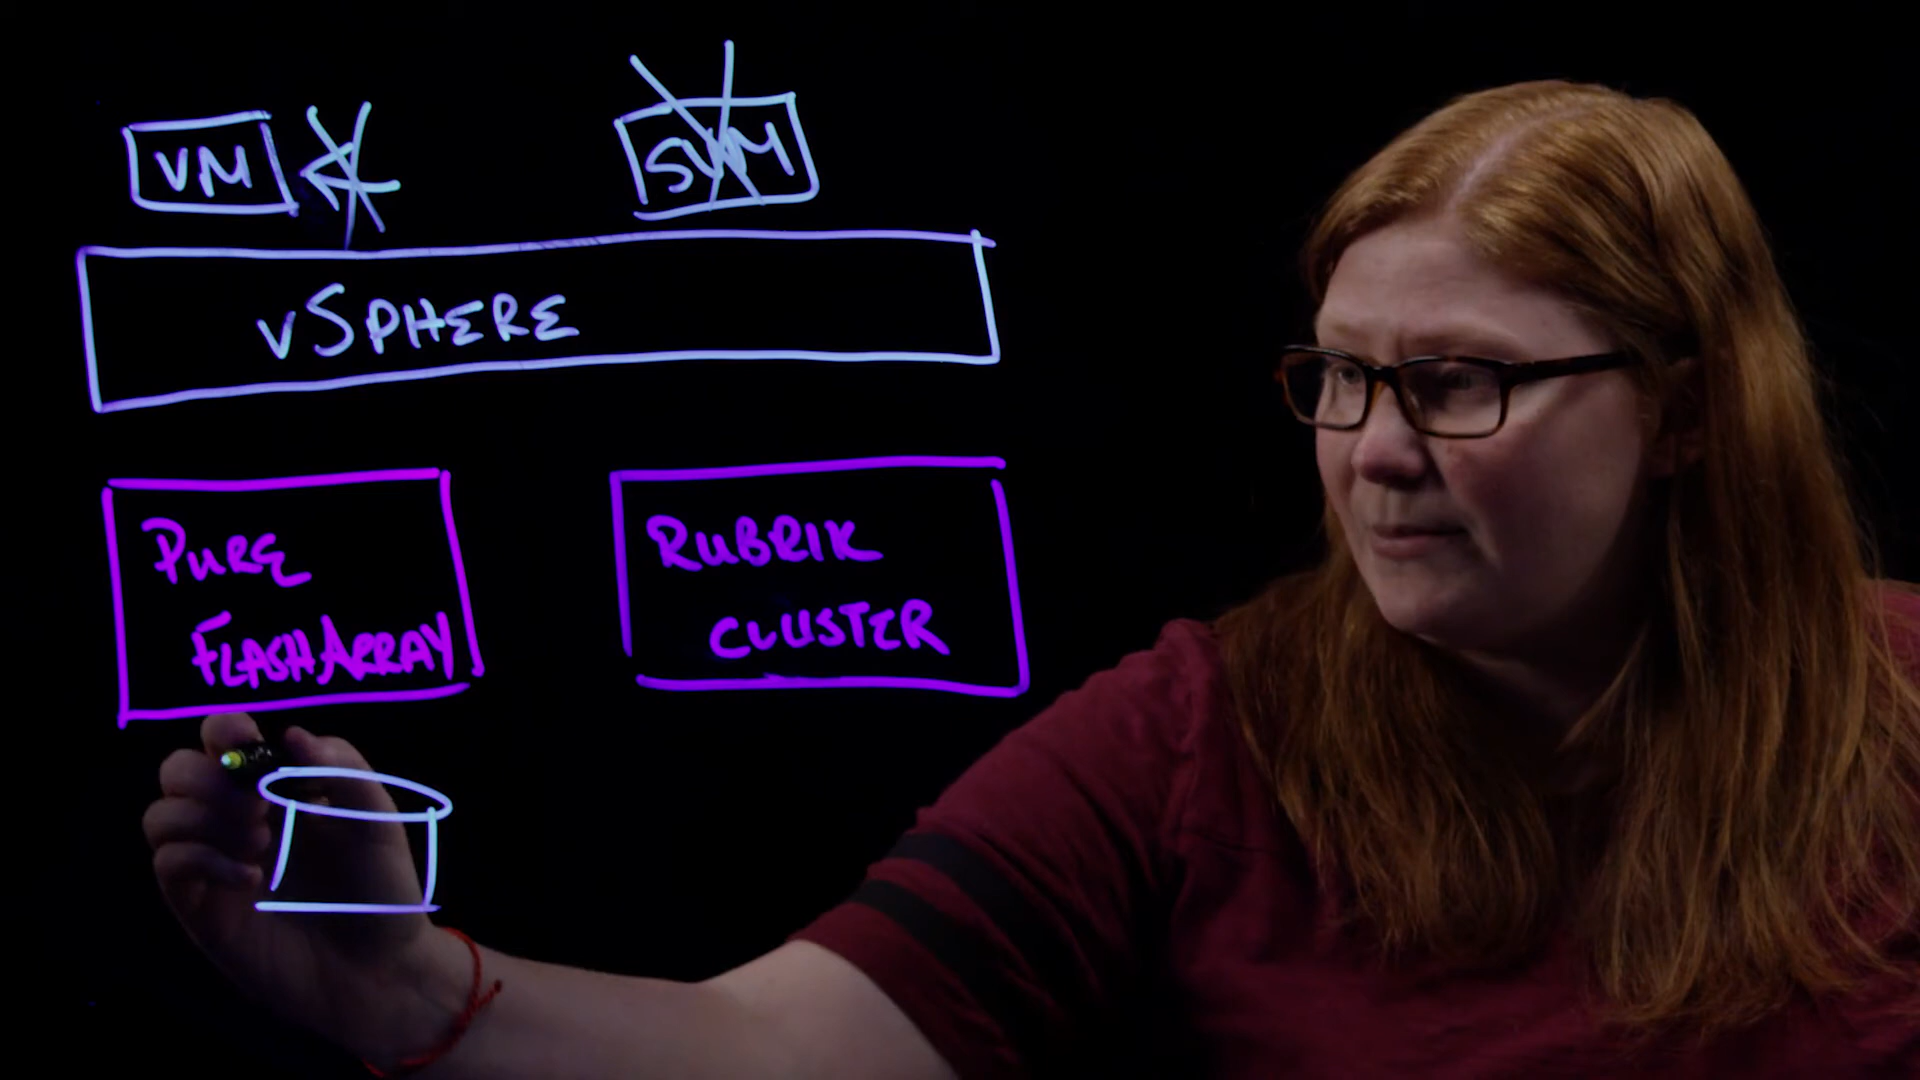 VM
SVM
vSPHERE
PURE
FLASHARRAY
RUBRIK
CLUSTER